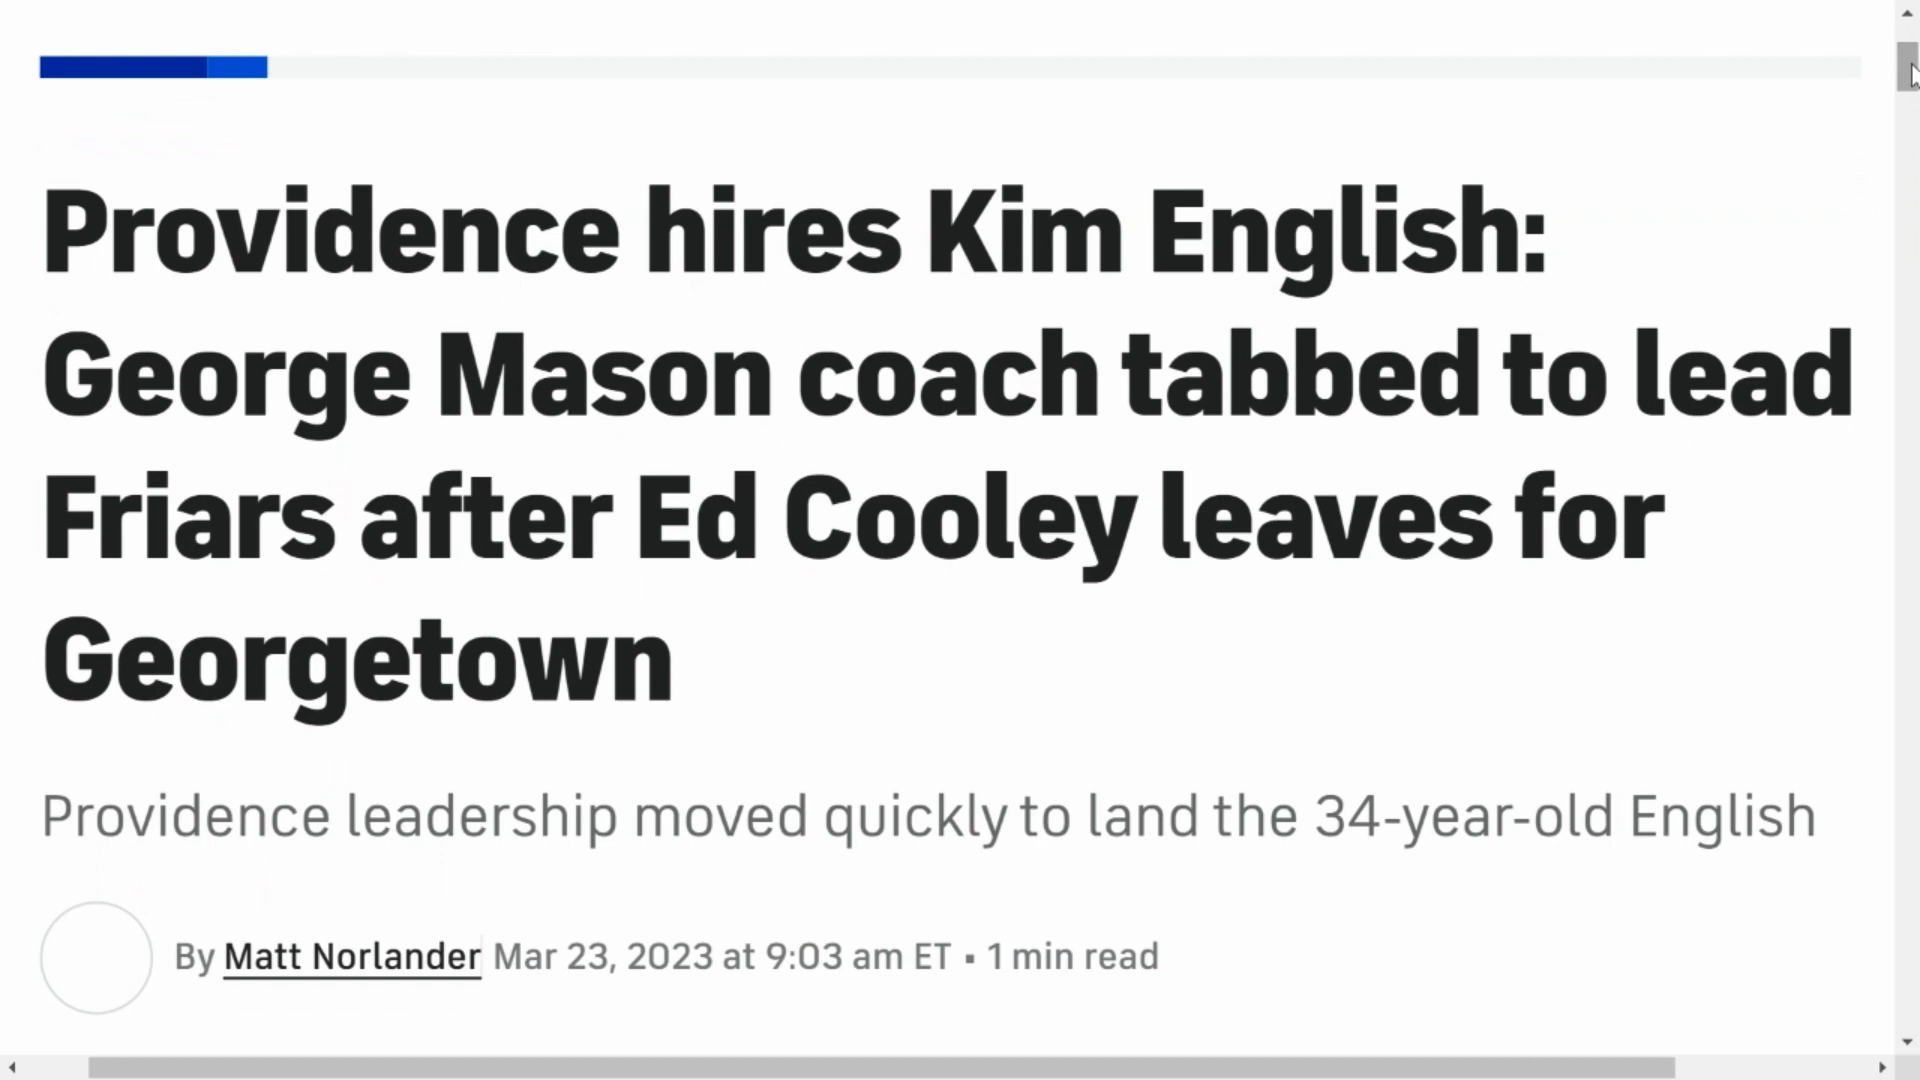 Providence hires Kim English:
George Mason coach tabbed to lead
Friars after Ed Cooley leaves for
Georgetown
Providence leadership moved quickly to land the 34-year-old English
By Matt Norlander Mar 23, 2023 at 9:03 am ET ▪ 1 min read